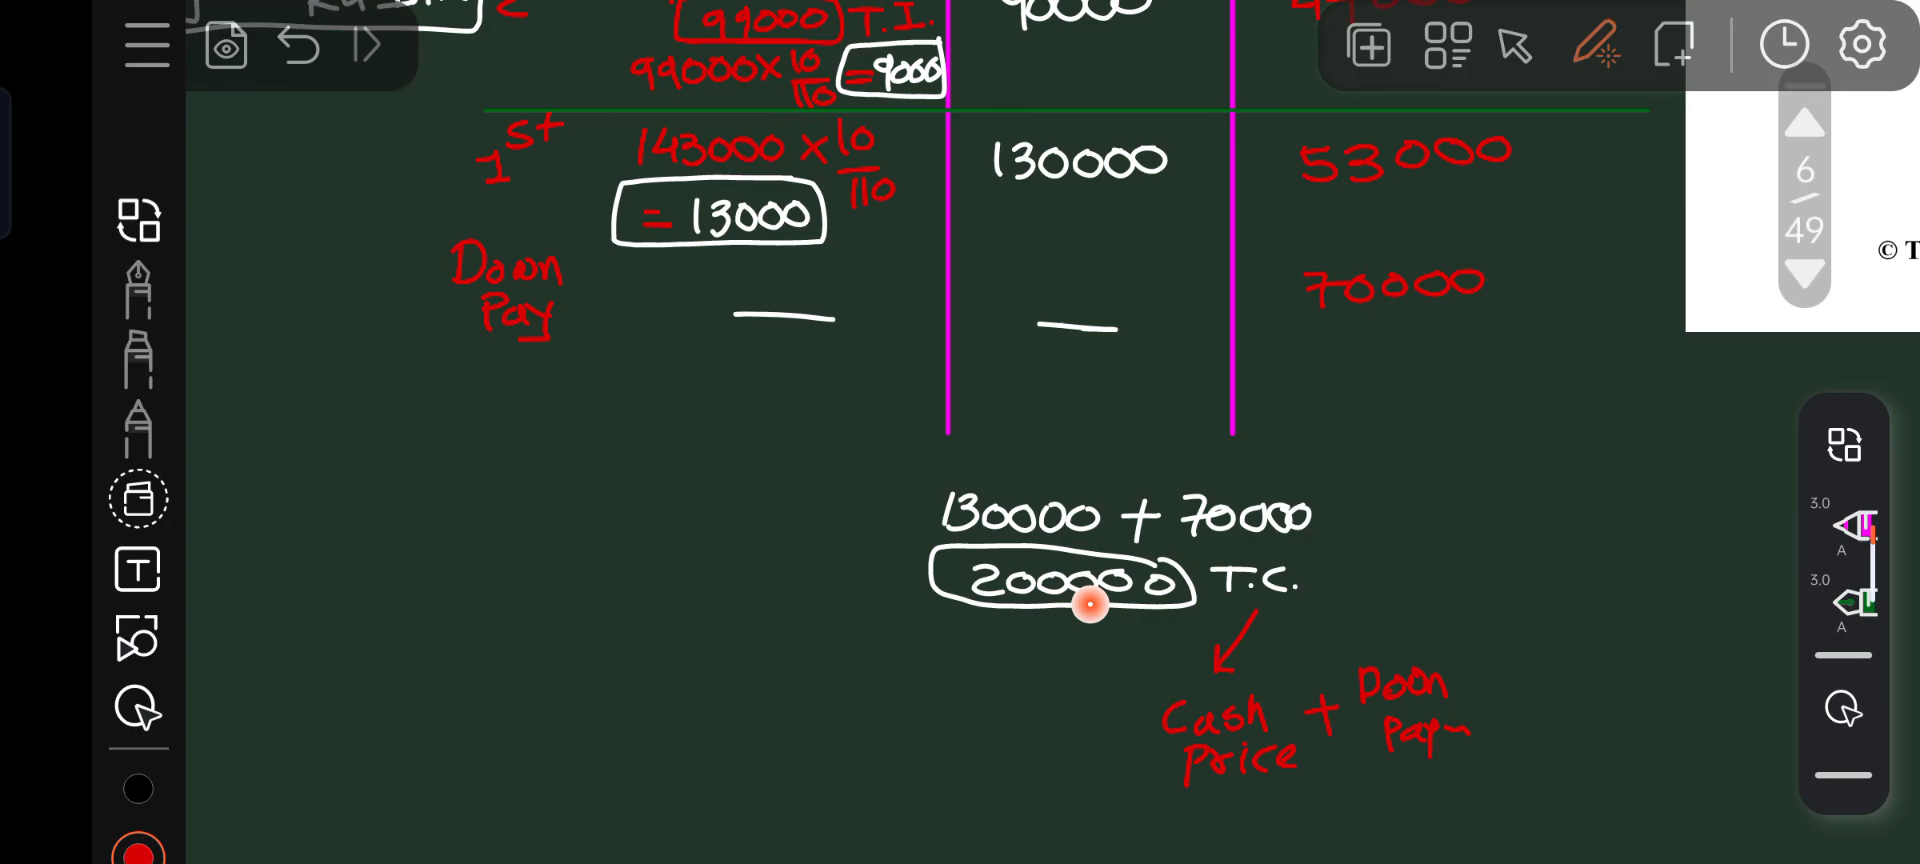 99000 T.I. 90000
99000 × 10/110 = 9000
1st 143000 × 10/110 130000 53000
= 13000
Down Pay — — 70000
130000 + 70000
200000 T.C.
Cash Price + Down Pay
6
49
© T
T
3.0
A
3.0
A